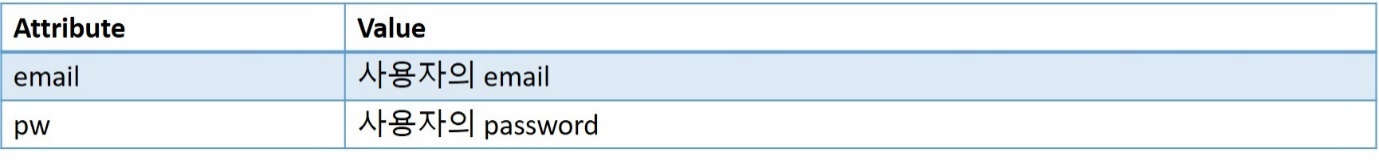 Attribute Value
email 사용자의 email
pw 사용자의 password